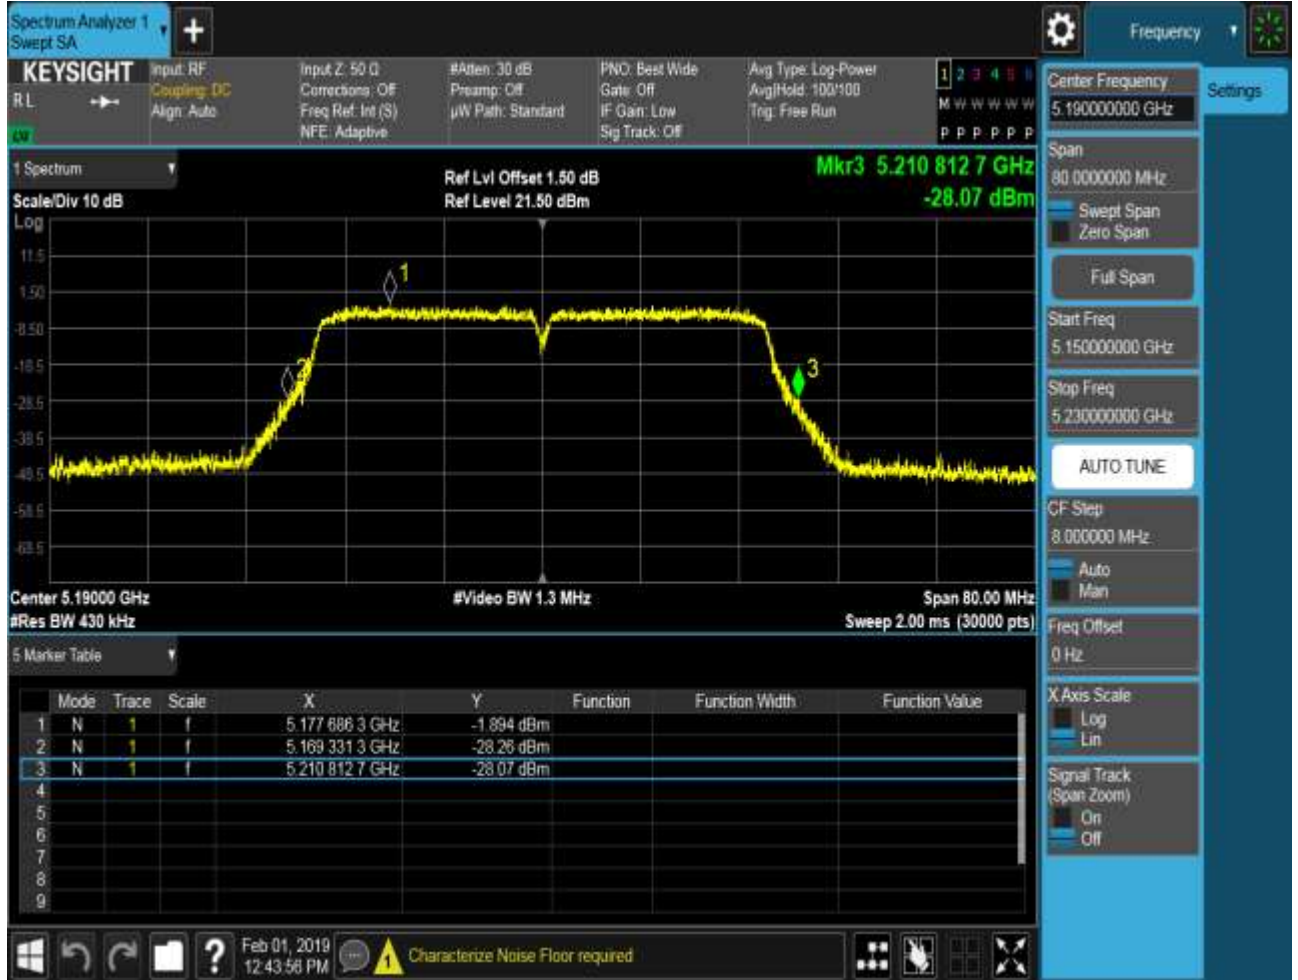 Spectrum Analyzer 1
Swept SA
Frequency
KEYSIGHT
RL
Input: RF
Coupling: DC
Align: Auto
Input Z: 50 Ω
Corrections: Off
Freq Ref: Int (S)
NFE: Adaptive
#Atten: 30 dB
Preamp: Off
µW Path: Standard
PNO: Best Wide
Gate: Off
IF Gain: Low
Sig Track: Off
Avg Type: Log-Power
Avg|Hold: 100/100
Trig: Free Run
1 2 3 4 5 6
M W W W W W
P P P P P P
1 Spectrum
Scale/Div 10 dB
Ref Lvl Offset 1.50 dB
Ref Level 21.50 dBm
Mkr3 5.210 812 7 GHz
-28.07 dBm
Log
11.5
1.50
-8.50
-18.5
-28.5
-38.5
-48.5
-58.5
-68.5
1
2
3
Center 5.19000 GHz
#Video BW 1.3 MHz
Span 80.00 MHz
#Res BW 430 kHz
Sweep 2.00 ms (30000 pts)
5 Marker Table
Mode Trace Scale X Y Function Function Width Function Value
1 N 1 f 5.177 686 3 GHz -1.894 dBm
2 N 1 f 5.169 331 3 GHz -28.26 dBm
3 N 1 f 5.210 812 7 GHz -28.07 dBm
4
5
6
7
8
9
Center Frequency
5.190000000 GHz
Settings
Span
80.0000000 MHz
Swept Span
Zero Span
Full Span
Start Freq
5.150000000 GHz
Stop Freq
5.230000000 GHz
AUTO TUNE
CF Step
8.000000 MHz
Auto
Man
Freq Offset
0 Hz
X Axis Scale
Log
Lin
Signal Track
(Span Zoom)
On
Off
?
Feb 01, 2019
12:43:56 PM
1
Characterize Noise Floor required